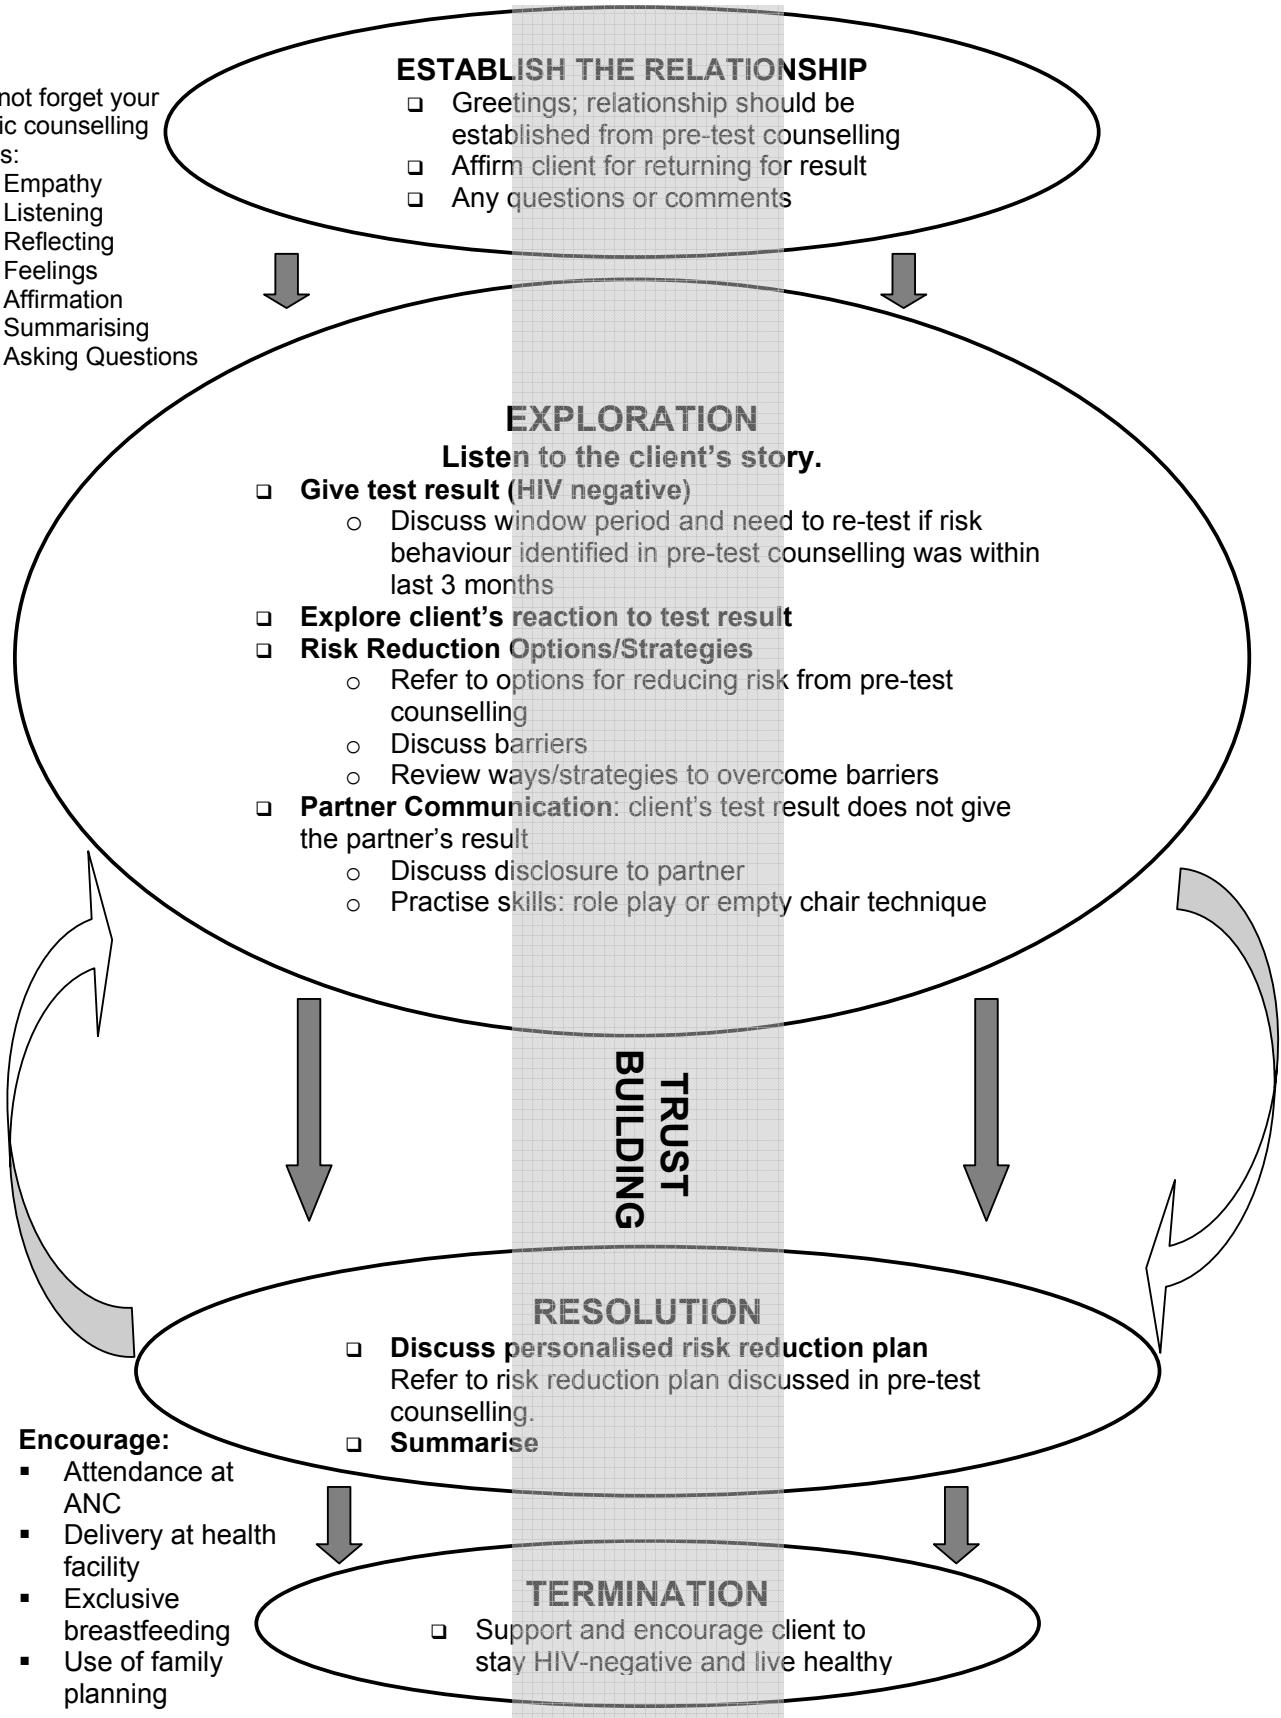 ESTABLISH THE RELATIONSHIP
❑ Greetings; relationship should be
established from pre-test counselling
❑ Affirm client for returning for result
❑ Any questions or comments
not forget your
ic counselling
s:
Empathy
Listening
Reflecting
Feelings
Affirmation
Summarising
Asking Questions
EXPLORATION
Listen to the client’s story.
❑ Give test result (HIV negative)
o Discuss window period and need to re-test if risk
behaviour identified in pre-test counselling was within
last 3 months
❑ Explore client’s reaction to test result
❑ Risk Reduction Options/Strategies
o Refer to options for reducing risk from pre-test
counselling
o Discuss barriers
o Review ways/strategies to overcome barriers
❑ Partner Communication: client’s test result does not give
the partner’s result
o Discuss disclosure to partner
o Practise skills: role play or empty chair technique
TRUST
BUILDING
RESOLUTION
❑ Discuss personalised risk reduction plan
Refer to risk reduction plan discussed in pre-test
counselling.
❑ Summarise
Encourage:
▪ Attendance at
ANC
▪ Delivery at health
facility
▪ Exclusive
breastfeeding
▪ Use of family
planning
TERMINATION
❑ Support and encourage client to
stay HIV-negative and live healthy